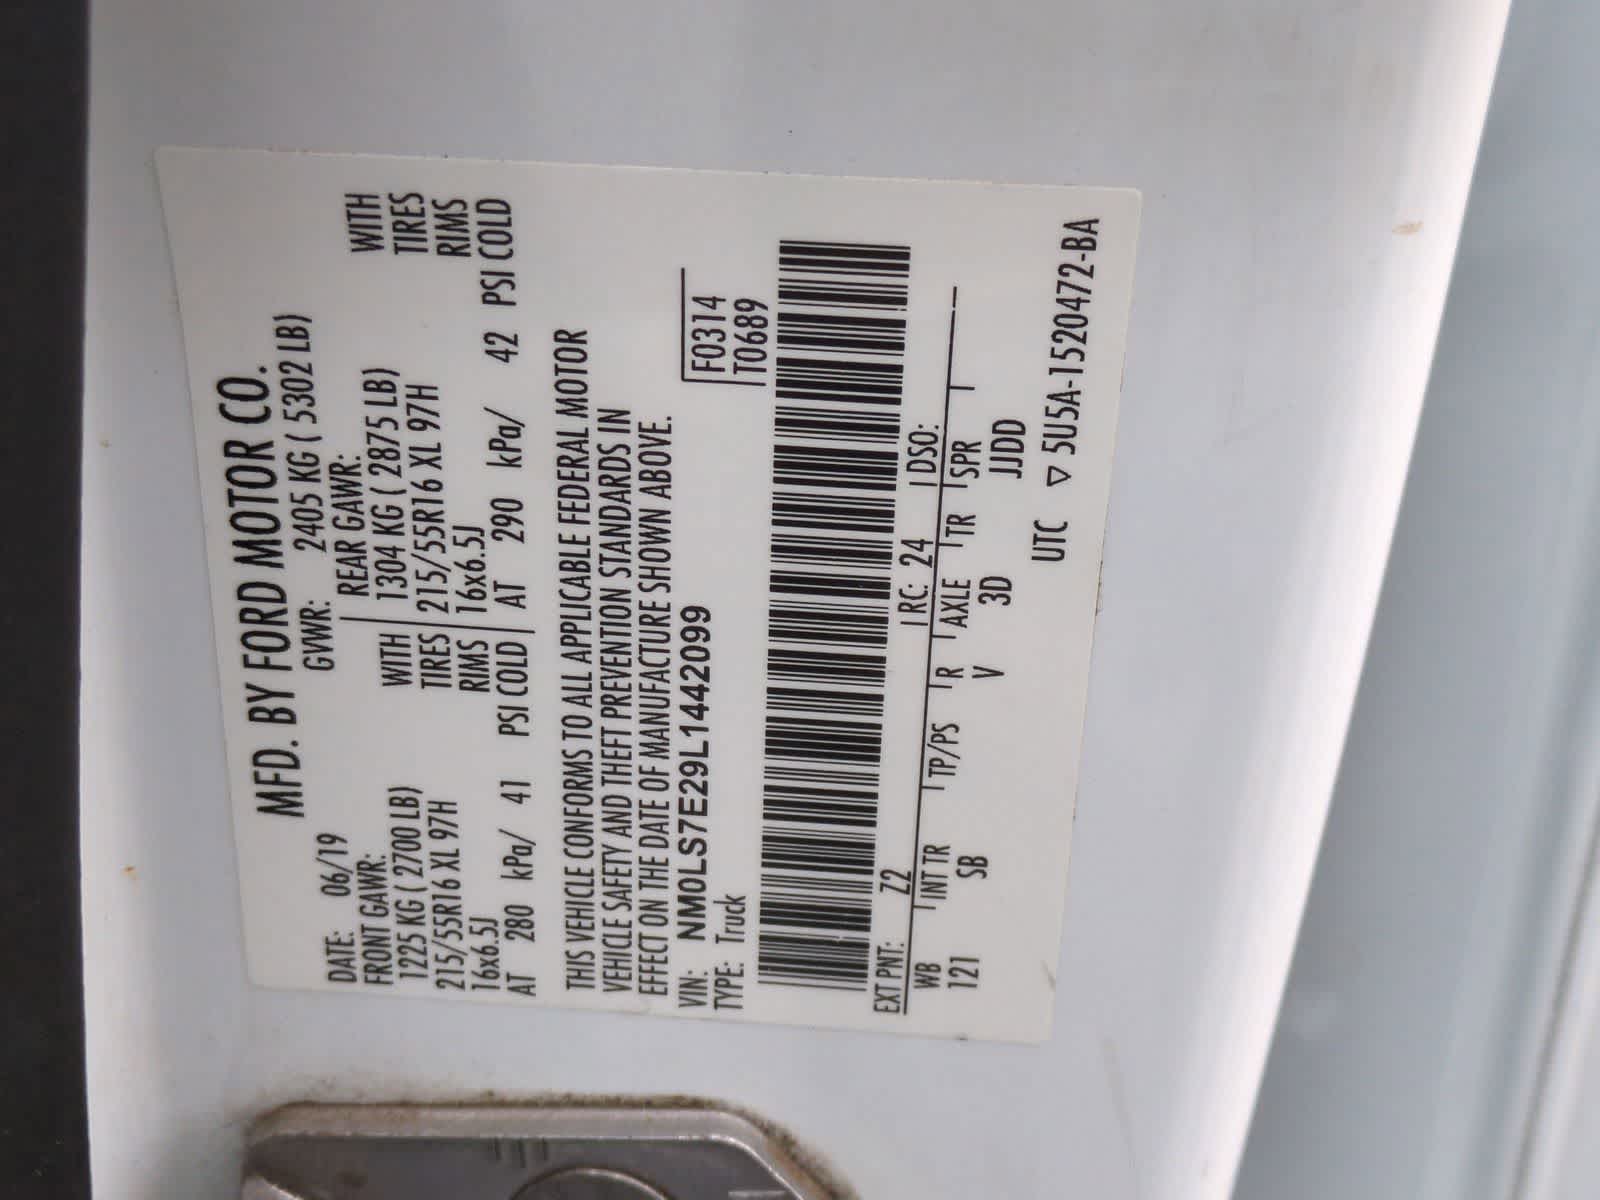 MFD. BY FORD MOTOR CO.
DATE: 06/19 GVWR: 2405 KG ( 5302 LB)
FRONT GAWR: REAR GAWR:
1225 KG ( 2700 LB) WITH 1304 KG ( 2875 LB) WITH
215/55R16 XL 97H TIRES 215/55R16 XL 97H TIRES
16x6.5J RIMS 16x6.5J RIMS
AT 280 kPa/ 41 PSI COLD AT 290 kPa/ 42 PSI COLD
THIS VEHICLE CONFORMS TO ALL APPLICABLE FEDERAL MOTOR
VEHICLE SAFETY AND THEFT PREVENTION STANDARDS IN
EFFECT ON THE DATE OF MANUFACTURE SHOWN ABOVE.
VIN: NM0LS7E29L1442099 F0314
TYPE: Truck T0689
EXT PNT: Z2 RC: 24 DSO:
WB INT TR TP/PS R AXLE TR SPR
121 SB V 3D JJDD
UTC ▽ 5U5A-1520472-BA